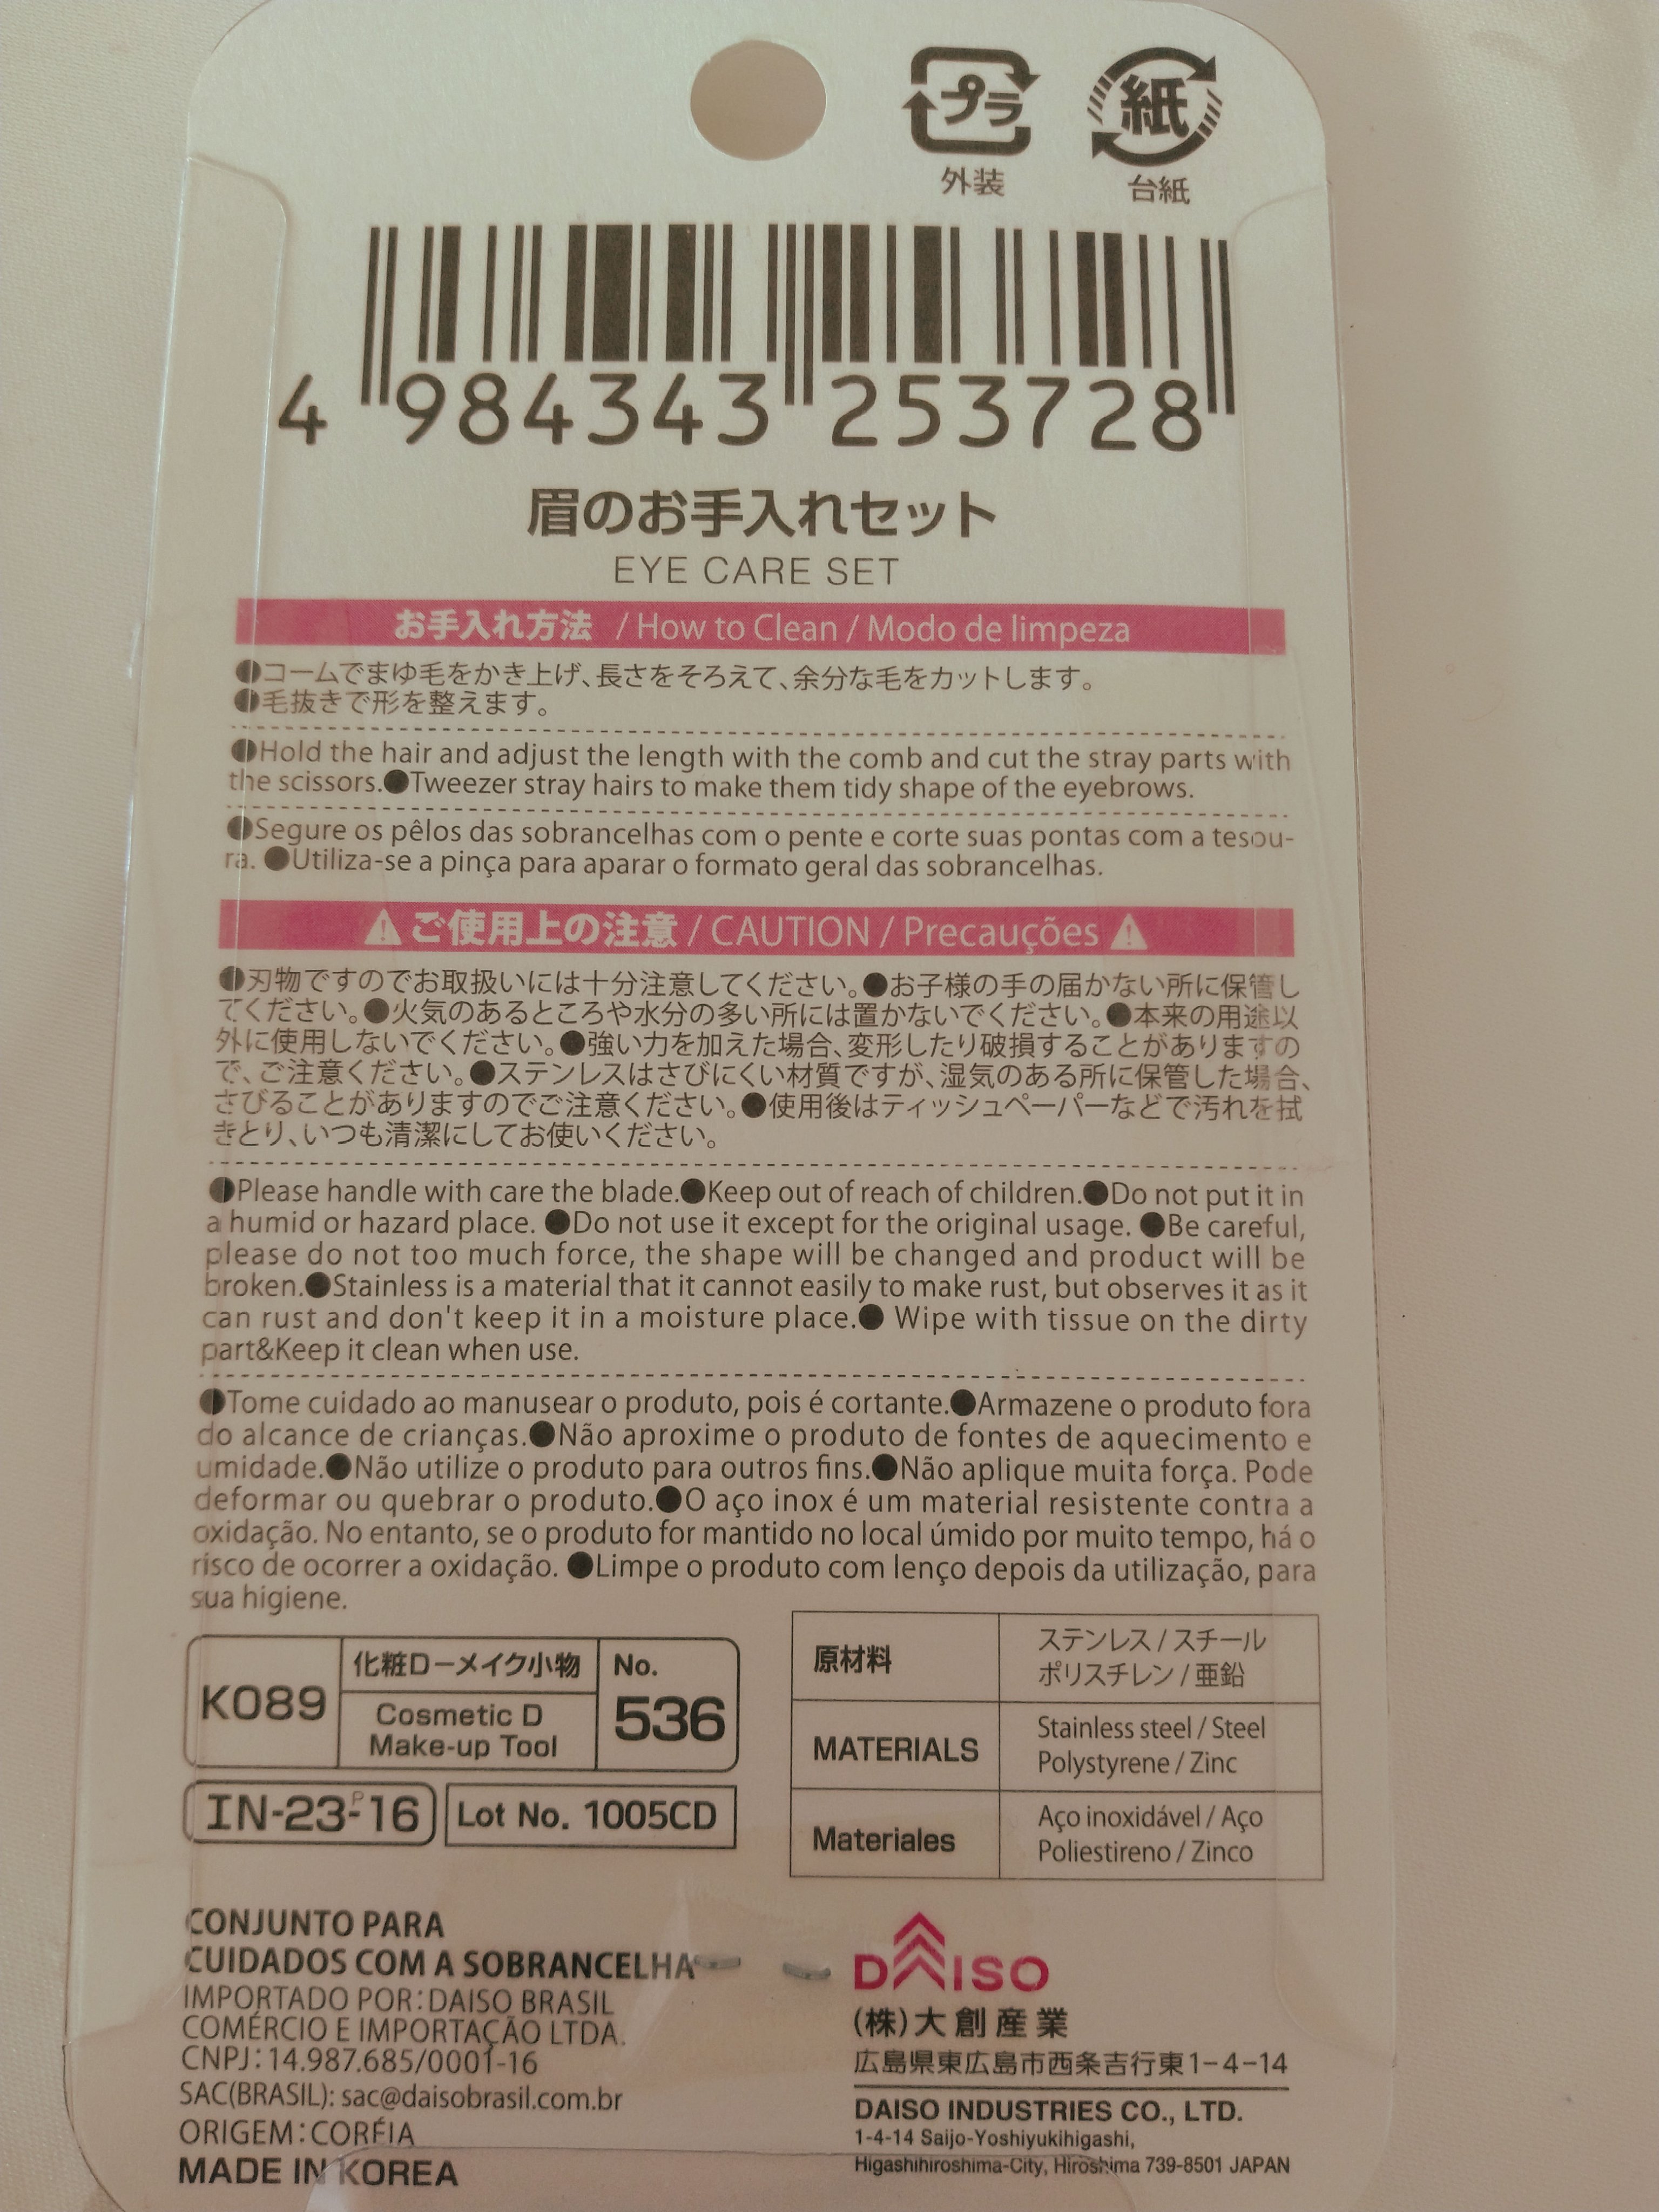 プラ
外装
紙
台紙
4 984343 253728
眉のお手入れセット
EYE CARE SET
お手入れ方法 / How to Clean / Modo de limpeza
●コームでまゆ毛をかき上げ、長さをそろえて、余分な毛をカットします。
●毛抜きで形を整えます。
●Hold the hair and adjust the length with the comb and cut the stray parts with
the scissors.●Tweezer stray hairs to make them tidy shape of the eyebrows.
●Segure os pêlos das sobrancelhas com o pente e corte suas pontas com a tesou-
ra. ●Utiliza-se a pinça para aparar o formato geral das sobrancelhas.
⚠ ご使用上の注意 / CAUTION / Precauções ⚠
●刃物ですのでお取扱いには十分注意してください。●お子様の手の届かない所に保管し
てください。●火気のあるところや水分の多い所には置かないでください。●本来の用途以
外に使用しないでください。●強い力を加えた場合、変形したり破損することがありますの
で、ご注意ください。●ステンレスはさびにくい材質ですが、湿気のある所に保管した場合、
さびることがありますのでご注意ください。●使用後はティッシュペーパーなどで汚れを拭
きとり、いつも清潔にしてお使いください。
●Please handle with care the blade.●Keep out of reach of children.●Do not put it in
a humid or hazard place. ●Do not use it except for the original usage. ●Be careful,
please do not too much force, the shape will be changed and product will be
broken.●Stainless is a material that it cannot easily to make rust, but observes it as it
can rust and don't keep it in a moisture place.● Wipe with tissue on the dirty
part&Keep it clean when use.
●Tome cuidado ao manusear o produto, pois é cortante.●Armazene o produto fora
do alcance de crianças.●Não aproxime o produto de fontes de aquecimento e
umidade.●Não utilize o produto para outros fins.●Não aplique muita força. Pode
deformar ou quebrar o produto.●O aço inox é um material resistente contra a
oxidação. No entanto, se o produto for mantido no local úmido por muito tempo, há o
risco de ocorrer a oxidação. ●Limpe o produto com lenço depois da utilização, para
sua higiene.
K089
化粧D－メイク小物
Cosmetic D
Make-up Tool
No.
536
IN-23-P16
Lot No. 1005CD
原材料
ステンレス / スチール
ポリスチレン / 亜鉛
MATERIALS
Stainless steel / Steel
Polystyrene / Zinc
Materiales
Aço inoxidável / Aço
Poliestireno / Zinco
CONJUNTO PARA
CUIDADOS COM A SOBRANCELHA
IMPORTADO POR:DAISO BRASIL
COMÉRCIO E IMPORTAÇÃO LTDA.
CNPJ:14.987.685/0001-16
SAC(BRASIL): sac@daisobrasil.com.br
ORIGEM:CORÉIA
MADE IN KOREA
DAISO
(株)大創産業
広島県東広島市西条吉行東1-4-14
DAISO INDUSTRIES CO., LTD.
1-4-14 Saijo-Yoshiyukihigashi,
Higashihiroshima-City, Hiroshima 739-8501 JAPAN